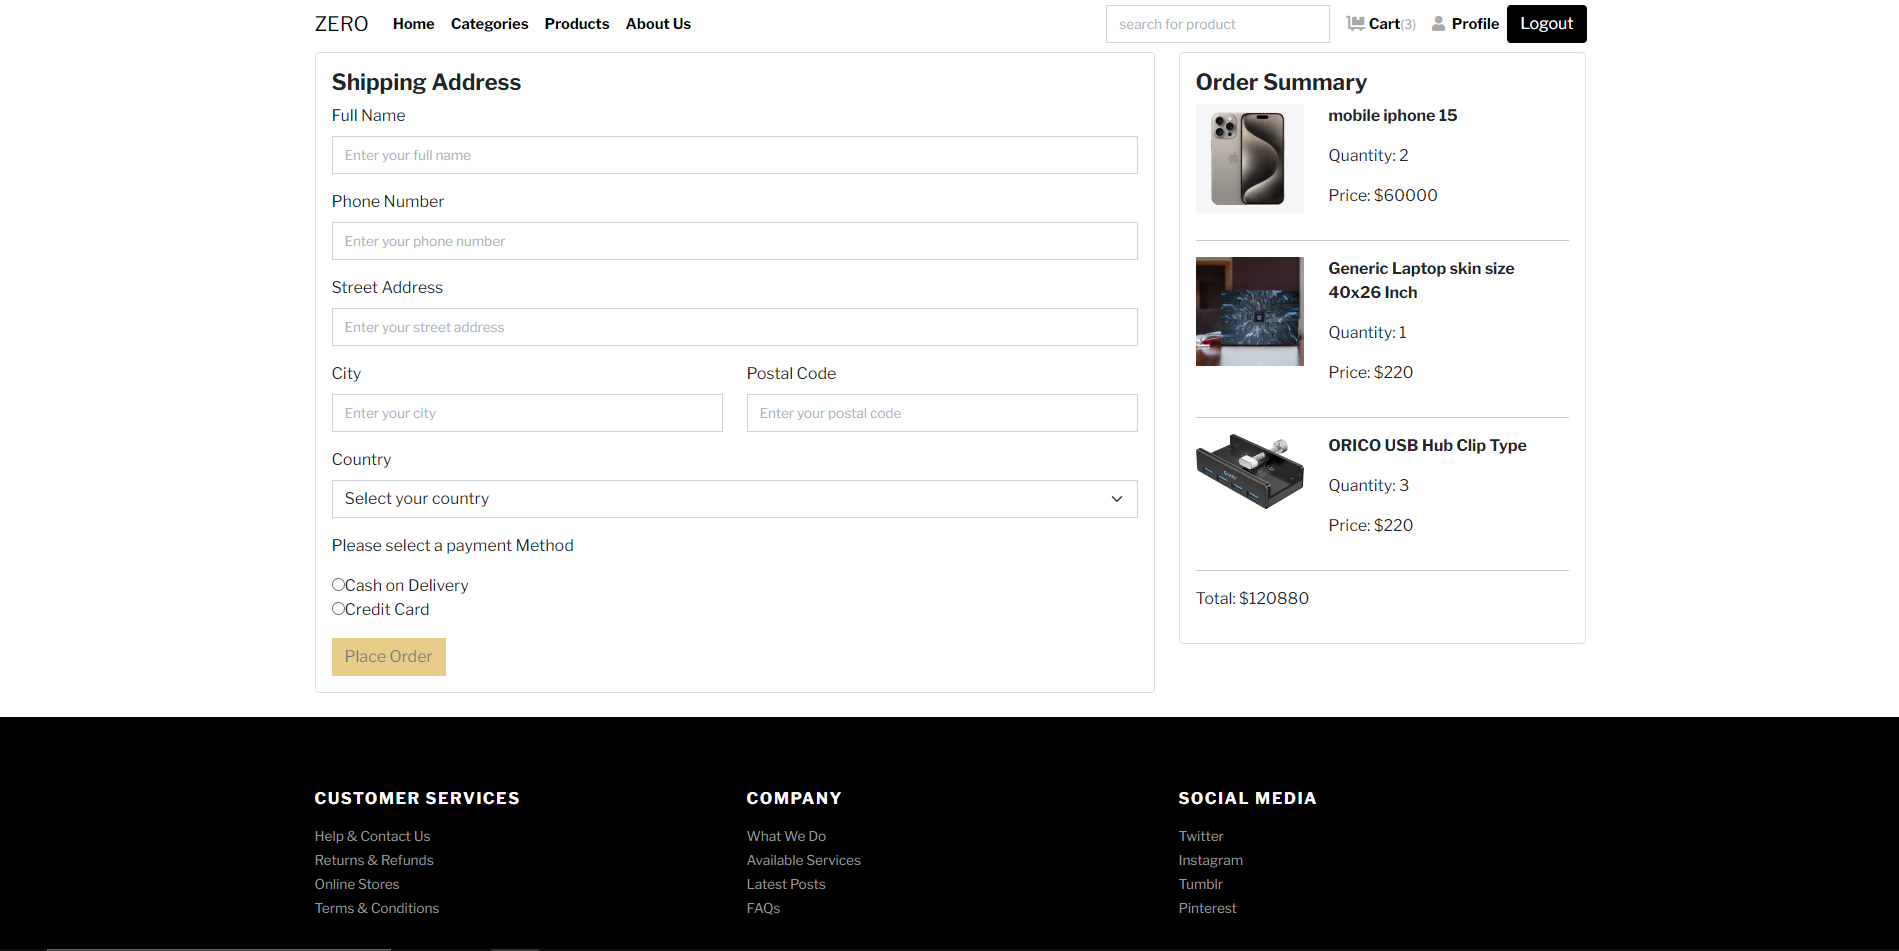 ZERO Home Categories Products About Us search for product Cart(3) Profile Logout
Shipping Address
Full Name
Enter your full name
Phone Number
Enter your phone number
Street Address
Enter your street address
City Postal Code
Enter your city Enter your postal code
Country
Select your country
Please select a payment Method
Cash on Delivery
Credit Card
Place Order
Order Summary
mobile iphone 15
Quantity: 2
Price: $60000
Generic Laptop skin size
40x26 Inch
Quantity: 1
Price: $220
ORICO USB Hub Clip Type
Quantity: 3
Price: $220
Total: $120880
CUSTOMER SERVICES
Help & Contact Us
Returns & Refunds
Online Stores
Terms & Conditions
COMPANY
What We Do
Available Services
Latest Posts
FAQs
SOCIAL MEDIA
Twitter
Instagram
Tumblr
Pinterest